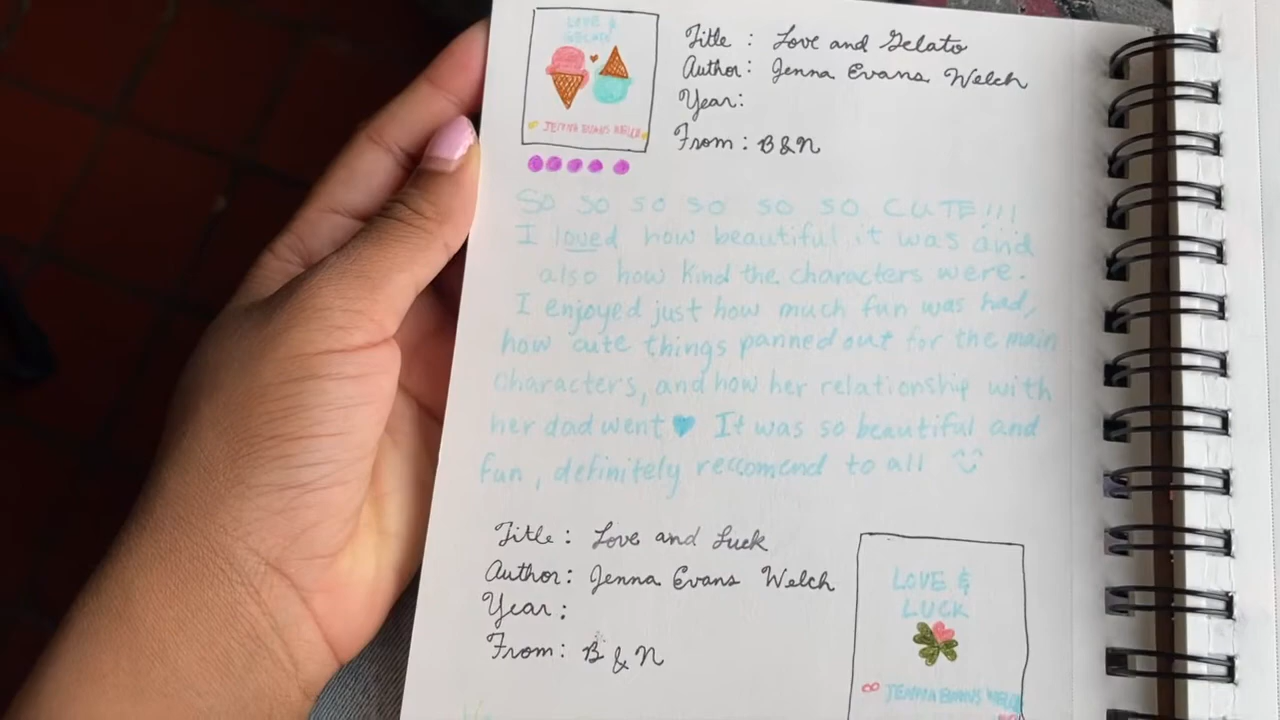 LOVE &
GELATO
JENNA EVANS WELCH
Title : Love and Gelato
Author: Jenna Evans Welch
Year:
From : B&N
So so so so so so CUTE!!!
I loved how beautiful it was and
also how kind the characters were.
I enjoyed just how much fun was had,
how cute things panned out for the main
characters, and how her relationship with
her dad went ♥ It was so beautiful and
fun, definitely reccomend to all
Title : Love and Luck
Author: Jenna Evans Welch
Year :
From : B & N
LOVE &
LUCK
JENNA EVANS WELCH